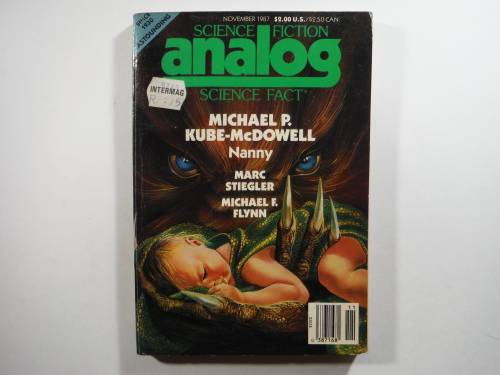 SINCE 1930
ASTOUNDING
NOVEMBER 1987 $2.00 U.S./$2.50 CAN.
SCIENCE FICTION
analog
SCIENCE FACT
INTERMAG
MICHAEL P.
KUBE-McDOWELL
Nanny
MARC
STIEGLER
MICHAEL F.
FLYNN
11